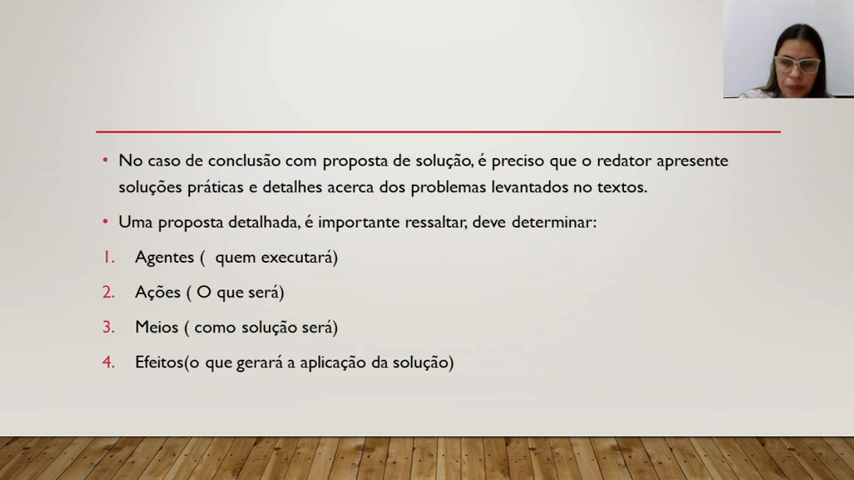 • No caso de conclusão com proposta de solução, é preciso que o redator apresente
soluções práticas e detalhes acerca dos problemas levantados no textos.
• Uma proposta detalhada, é importante ressaltar, deve determinar:
1. Agentes (  quem executará)
2. Ações ( O que será)
3. Meios ( como solução será)
4. Efeitos(o que gerará a aplicação da solução)